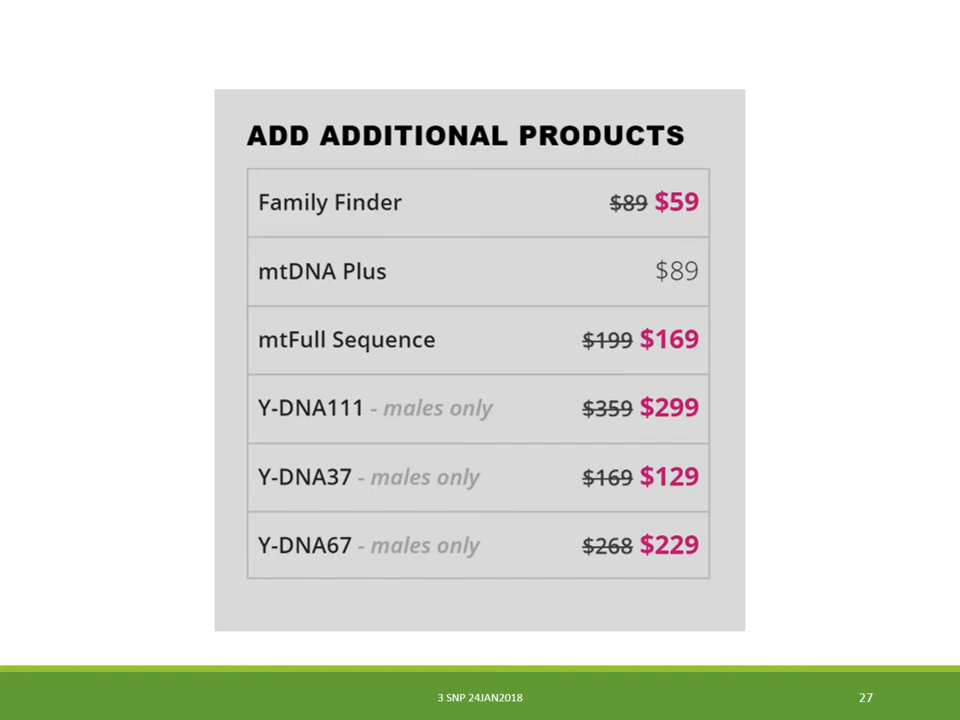 ADD ADDITIONAL PRODUCTS
Family Finder $89 $59
mtDNA Plus $89
mtFull Sequence $199 $169
Y-DNA111 - males only $359 $299
Y-DNA37 - males only $169 $129
Y-DNA67 - males only $268 $229
3 SNP 24JAN2018 27